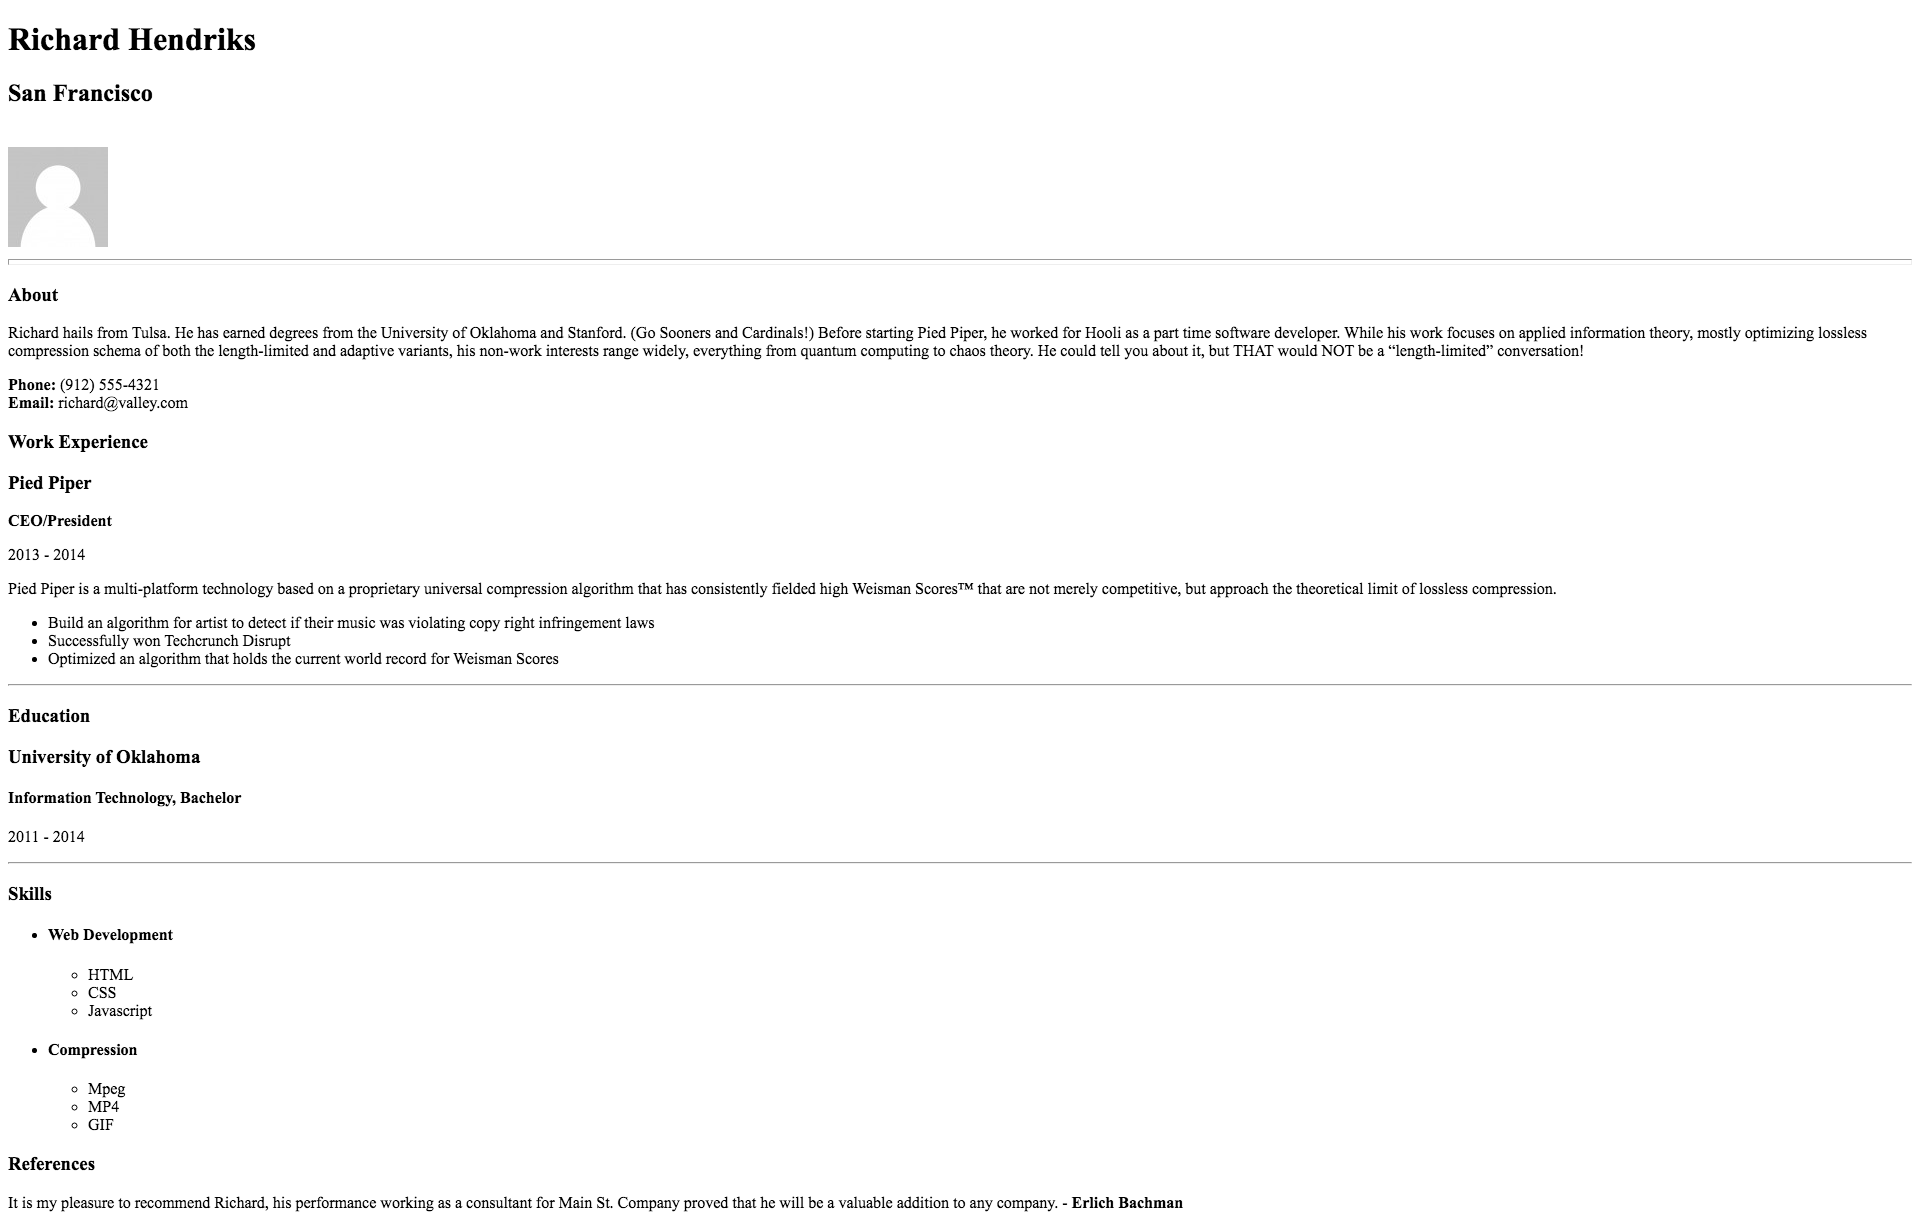 Richard Hendriks
San Francisco
About
Richard hails from Tulsa. He has earned degrees from the University of Oklahoma and Stanford. (Go Sooners and Cardinals!) Before starting Pied Piper, he worked for Hooli as a part time software developer. While his work focuses on applied information theory, mostly optimizing lossless
compression schema of both the length-limited and adaptive variants, his non-work interests range widely, everything from quantum computing to chaos theory. He could tell you about it, but THAT would NOT be a “length-limited” conversation!
Phone: (912) 555-4321
Email: richard@valley.com
Work Experience
Pied Piper
CEO/President
2013 - 2014
Pied Piper is a multi-platform technology based on a proprietary universal compression algorithm that has consistently fielded high Weisman Scores™ that are not merely competitive, but approach the theoretical limit of lossless compression.
• Build an algorithm for artist to detect if their music was violating copy right infringement laws
• Successfully won Techcrunch Disrupt
• Optimized an algorithm that holds the current world record for Weisman Scores
Education
University of Oklahoma
Information Technology, Bachelor
2011 - 2014
Skills
• Web Development
◦ HTML
◦ CSS
◦ Javascript
• Compression
◦ Mpeg
◦ MP4
◦ GIF
References
It is my pleasure to recommend Richard, his performance working as a consultant for Main St. Company proved that he will be a valuable addition to any company. - Erlich Bachman